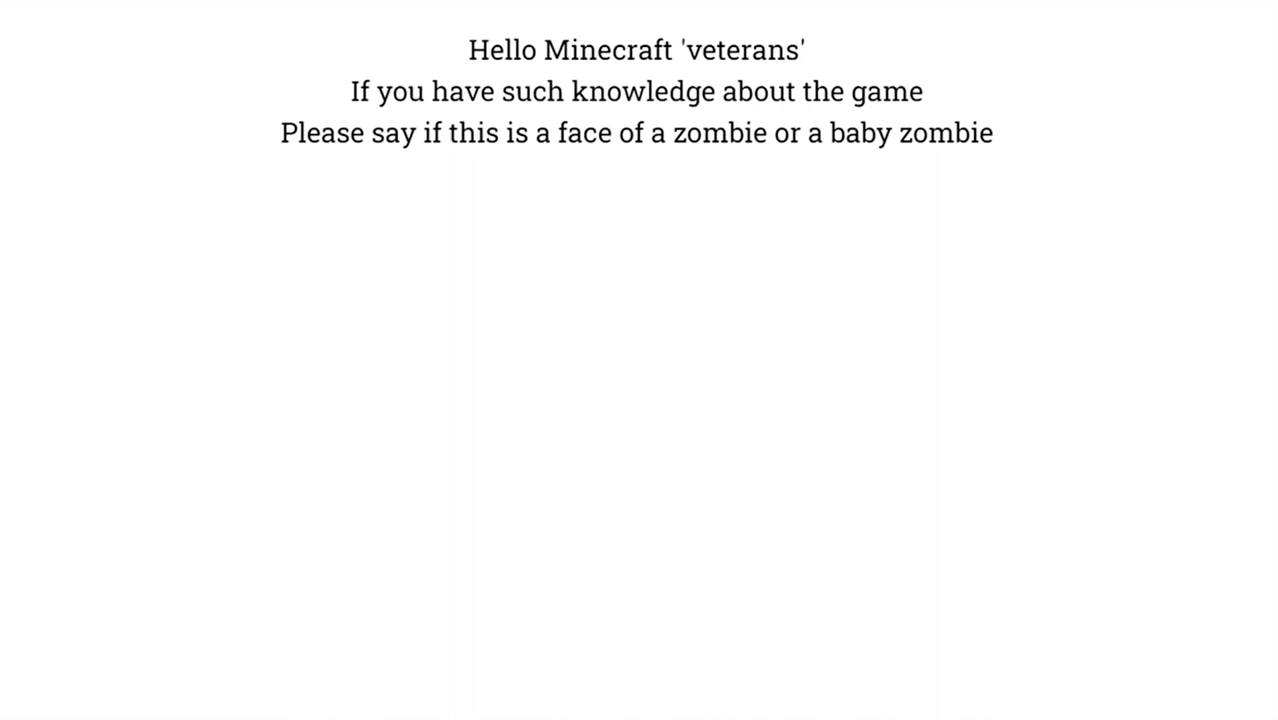 Hello Minecraft 'veterans'
If you have such knowledge about the game
Please say if this is a face of a zombie or a baby zombie